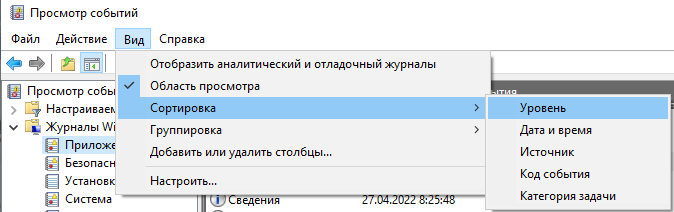 Просмотр событий
Файл Действие Вид Справка
Отобразить аналитический и отладочный журналы
Просмотр событ
Область просмотра
Настраивает
Сортировка
Уровень
Журналы Wi
Группировка
Дата и время
Приложе
Добавить или удалить столбцы...
Источник
Безопасно
Код события
Установк
Настроить...
Категория задачи
Система
Сведения 27.04.2022 8:25:48